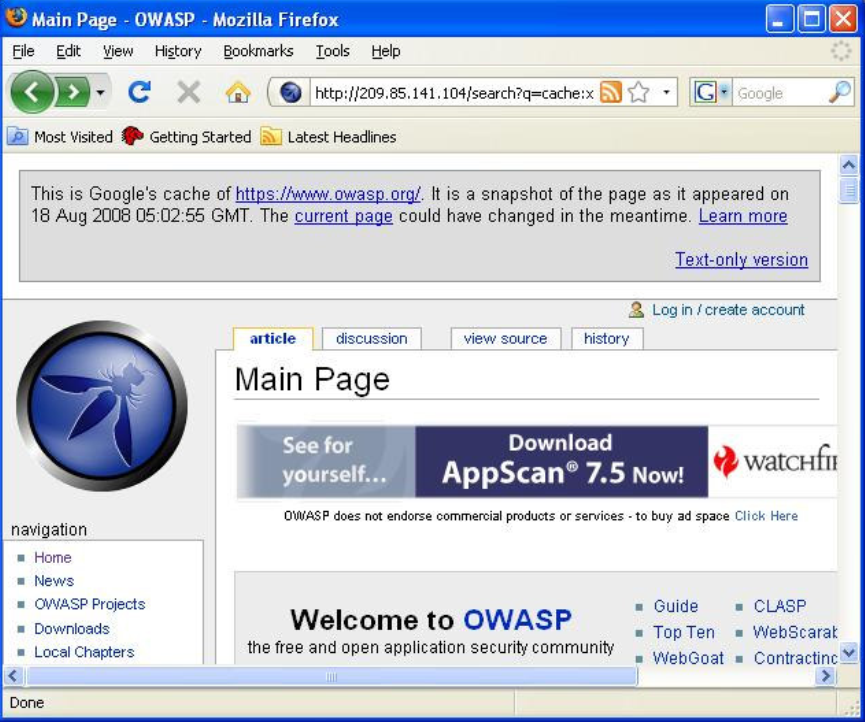 Main Page - OWASP - Mozilla Firefox
File Edit View History Bookmarks Tools Help
http://209.85.141.104/search?q=cache:x G Google
Most Visited Getting Started Latest Headlines
This is Google's cache of https://www.owasp.org/. It is a snapshot of the page as it appeared on
18 Aug 2008 05:02:55 GMT. The current page could have changed in the meantime. Learn more
Text-only version
Log in / create account
article discussion view source history
Main Page
See for
yourself...
Download
AppScan® 7.5 Now!
watchfi
OWASP does not endorse commercial products or services - to buy ad space Click Here
navigation
Home
News
OWASP Projects
Downloads
Local Chapters
Welcome to OWASP
the free and open application security community
Guide CLASP
Top Ten WebScarab
WebGoat Contracting
Done